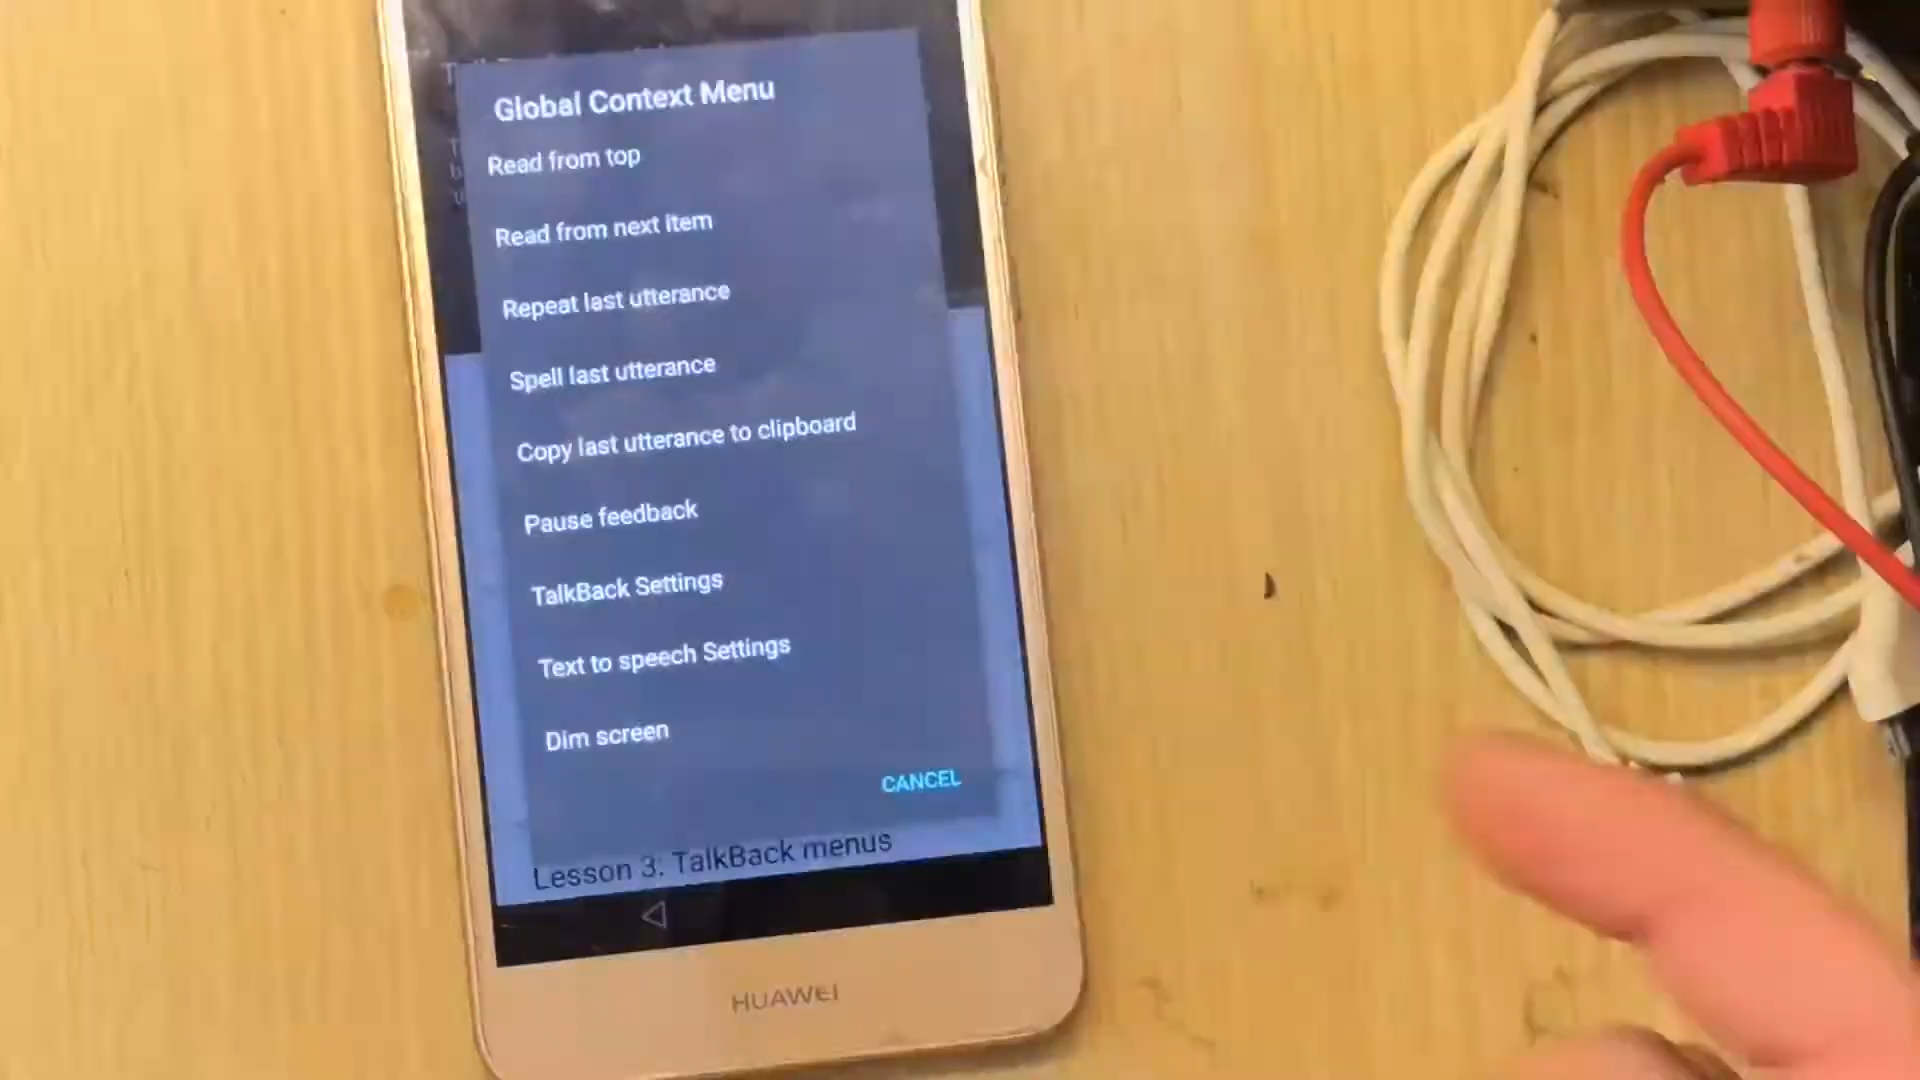 Global Context Menu
Read from top
Read from next item
Repeat last utterance
Spell last utterance
Copy last utterance to clipboard
Pause feedback
TalkBack Settings
Text to speech Settings
Dim screen
CANCEL
Lesson 3: TalkBack menus
HUAWEI